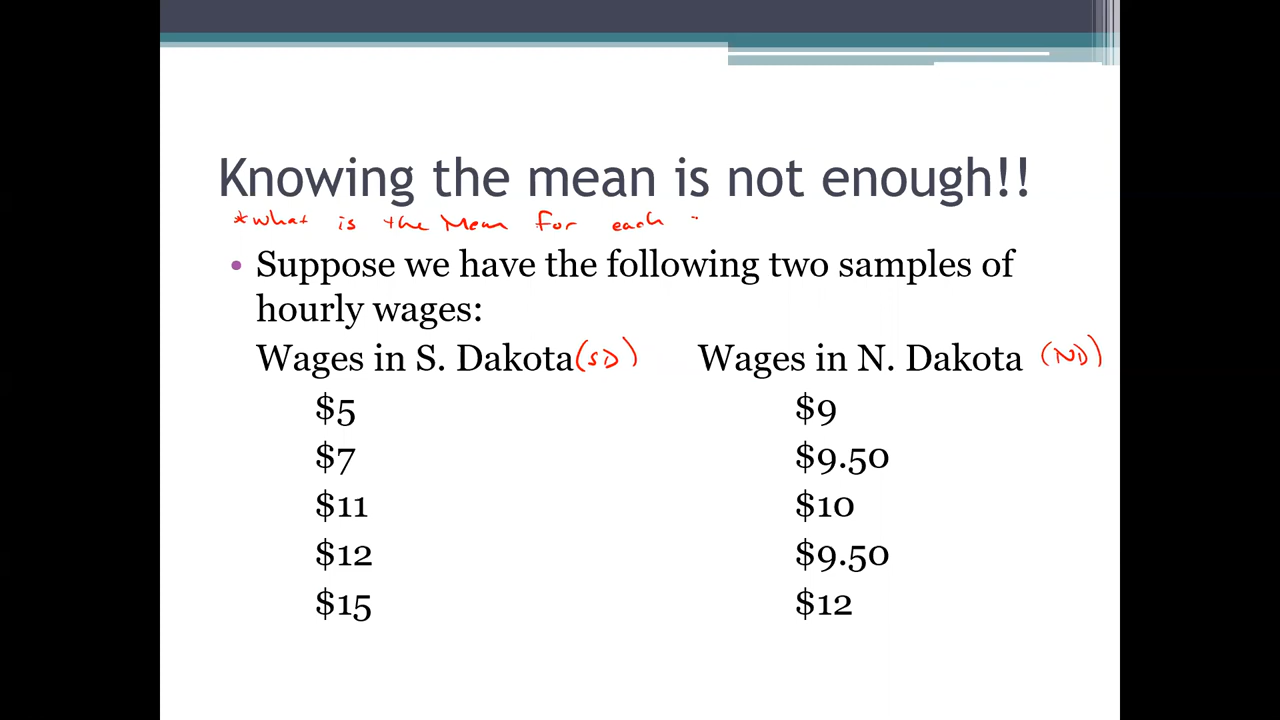 Knowing the mean is not enough!!
*what is the Mean for each
• Suppose we have the following two samples of
hourly wages:
Wages in S. Dakota (SD) Wages in N. Dakota (ND)
$5 $9
$7 $9.50
$11 $10
$12 $9.50
$15 $12